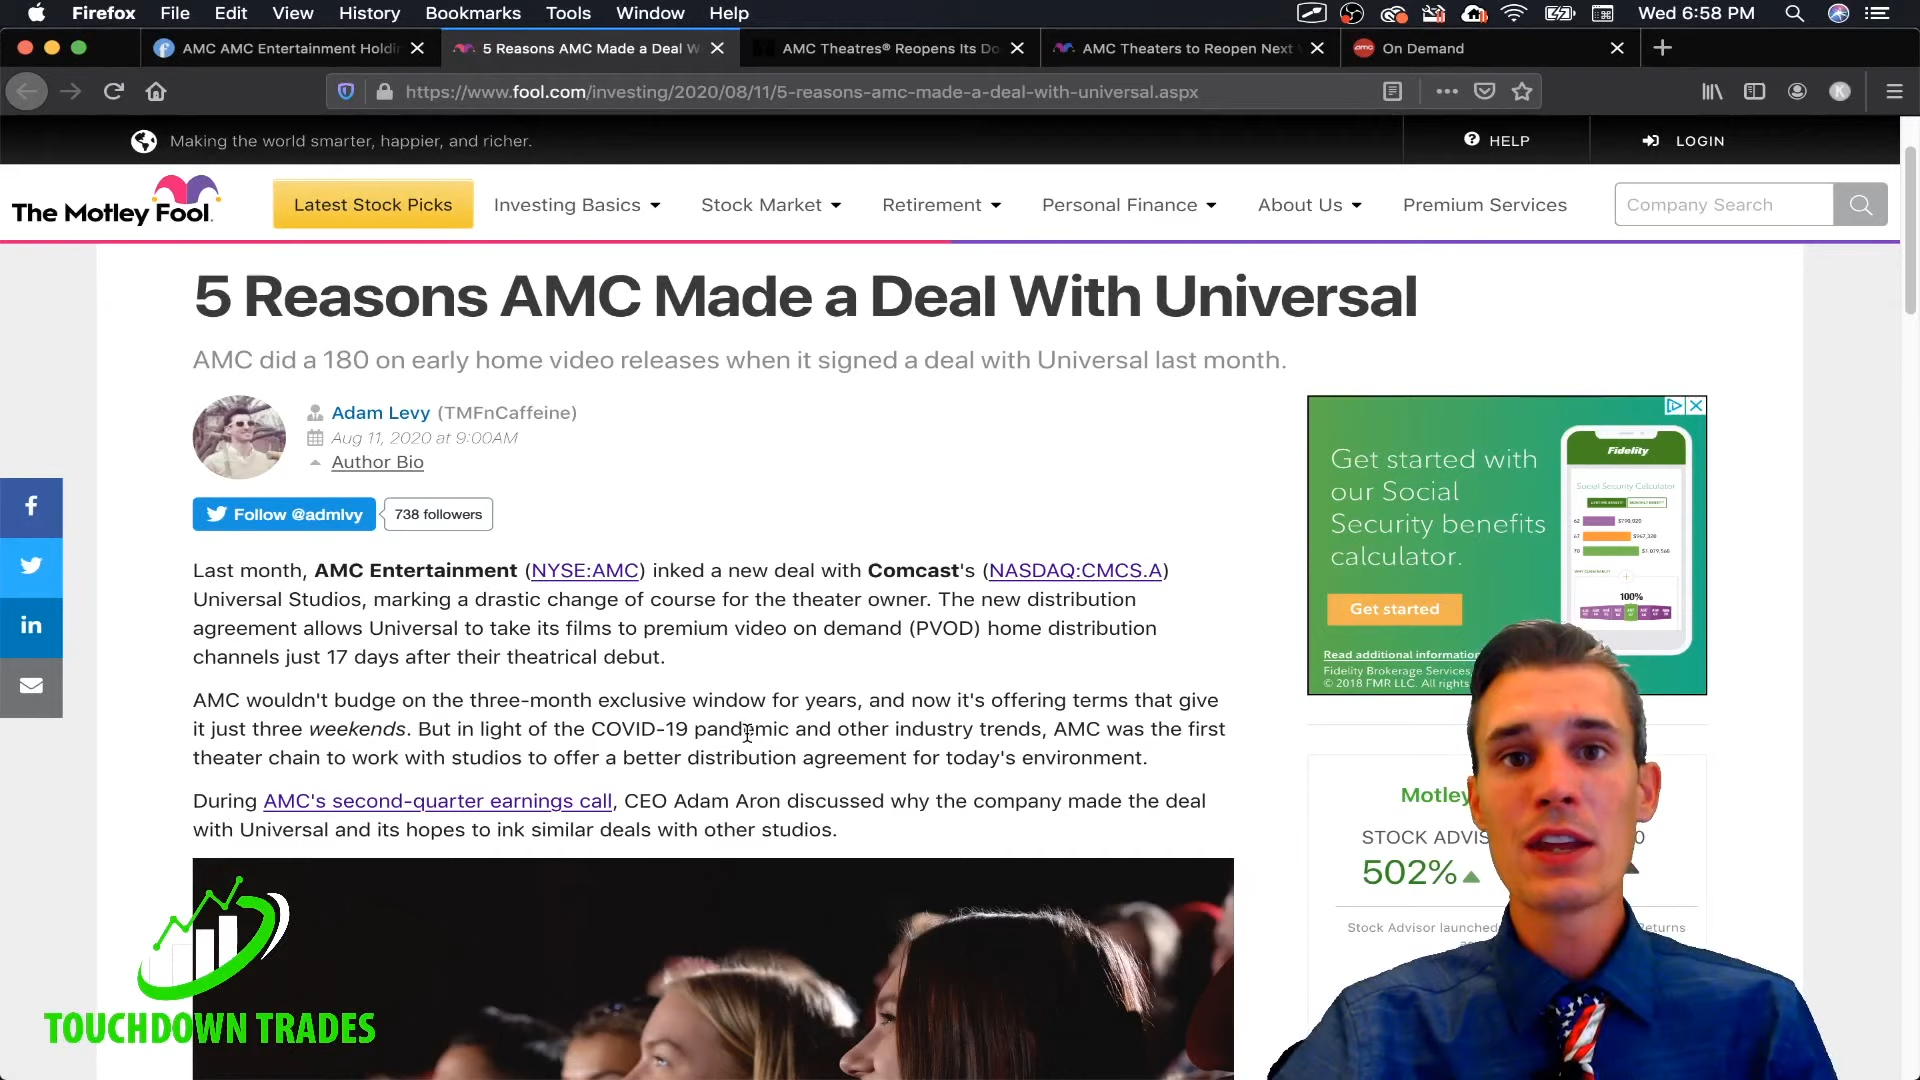 Firefox File Edit View History Bookmarks Tools Window Help Wed 6:58 PM
AMC AMC Entertainment Holdi
5 Reasons AMC Made a Deal W
AMC Theatres® Reopens Its Do
AMC Theaters to Reopen Next
On Demand
https://www.fool.com/investing/2020/08/11/5-reasons-amc-made-a-deal-with-universal.aspx
K
Making the world smarter, happier, and richer.
HELP
LOGIN
The Motley Fool.
Latest Stock Picks
Investing Basics
Stock Market
Retirement
Personal Finance
About Us
Premium Services
Company Search
5 Reasons AMC Made a Deal With Universal
AMC did a 180 on early home video releases when it signed a deal with Universal last month.
Adam Levy (TMFnCaffeine)
Aug 11, 2020 at 9:00AM
Author Bio
Follow @admlvy
738 followers
Last month, AMC Entertainment (NYSE:AMC) inked a new deal with Comcast's (NASDAQ:CMCS.A)
Universal Studios, marking a drastic change of course for the theater owner. The new distribution
agreement allows Universal to take its films to premium video on demand (PVOD) home distribution
channels just 17 days after their theatrical debut.
AMC wouldn't budge on the three-month exclusive window for years, and now it's offering terms that give
it just three weekends. But in light of the COVID-19 pandemic and other industry trends, AMC was the first
theater chain to work with studios to offer a better distribution agreement for today's environment.
During AMC's second-quarter earnings call, CEO Adam Aron discussed why the company made the deal
with Universal and its hopes to ink similar deals with other studios.
Get started with
our Social
Security benefits
calculator.
Get started
Read additional information
Fidelity Brokerage Services,
© 2018 FMR LLC. All rights
Fidelity
Social Security Calculator
62
67
70
100%
Motley
STOCK ADVIS
502%
Stock Advisor launched
Returns
TOUCHDOWN TRADES